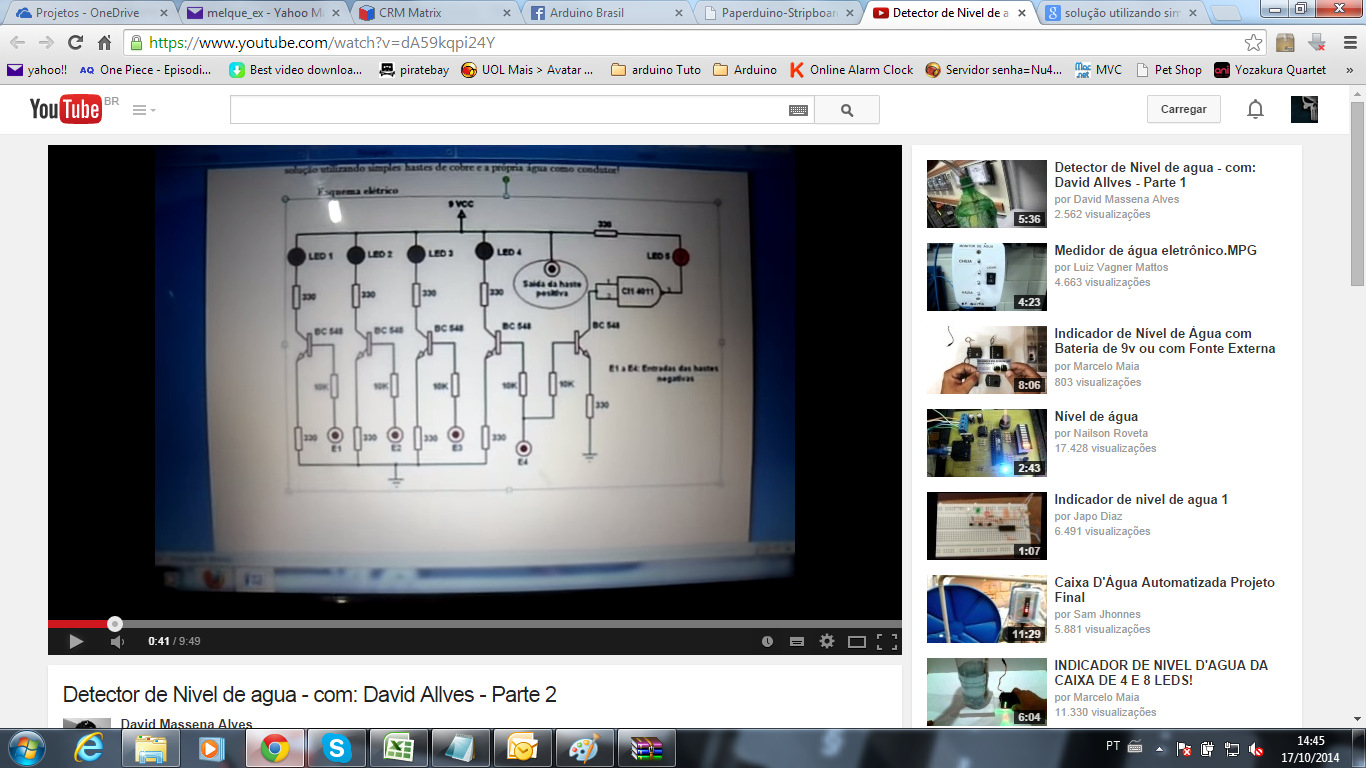 Projetos - OneDrive
melque_ex - Yahoo M
CRM Matrix
Arduino Brasil
Paperduino-Stripboar
Detector de Nivel de a
solução utilizando sim
https://www.youtube.com/watch?v=dA59kqpi24Y
yahoo!!
AQ One Piece - Episodi...
Best video downloa...
piratebay
UOL Mais > Avatar ...
arduino Tuto
Arduino
Online Alarm Clock
Servidor senha=Nu4...
MVC
Pet Shop
Yozakura Quartet
»
YouTube BR
Carregar
solução utilizando simples hastes de cobre e a própria água como condutor!
Esquema elétrico
9 VCC
330
LED 1
LED 2
LED 3
LED 4
LED 5
Saída da haste
positiva
1
2
3
CI1 4011
330
330
330
330
BC 548
BC 548
BC 548
BC 548
BC 548
E1 a E4: Entradas das hastes
negativas
10K
10K
10K
10K
10K
330
330
330
330
330
E1
E2
E3
E4
0:41 / 9:49
Detector de Nivel de agua - com: David Allves - Parte 2
David Massena Alves
5:36
Detector de Nivel de agua - com:
David Allves - Parte 1
por David Massena Alves
2.562 visualizações
4:23
Medidor de água eletrônico.MPG
por Luiz Vagner Mattos
4.663 visualizações
8:06
Indicador de Nível de Água com
Bateria de 9v ou com Fonte Externa
por Marcelo Maia
803 visualizações
2:43
Nível de água
por Nailson Roveta
17.428 visualizações
1:07
Indicador de nivel de agua 1
por Japo Diaz
6.491 visualizações
11:29
Caixa D'Água Automatizada Projeto
Final
por Sam Jhonnes
5.881 visualizações
6:04
INDICADOR DE NIVEL D'AGUA DA
CAIXA DE 4 E 8 LEDS!
por Marcelo Maia
11.330 visualizações
PT
14:45
17/10/2014